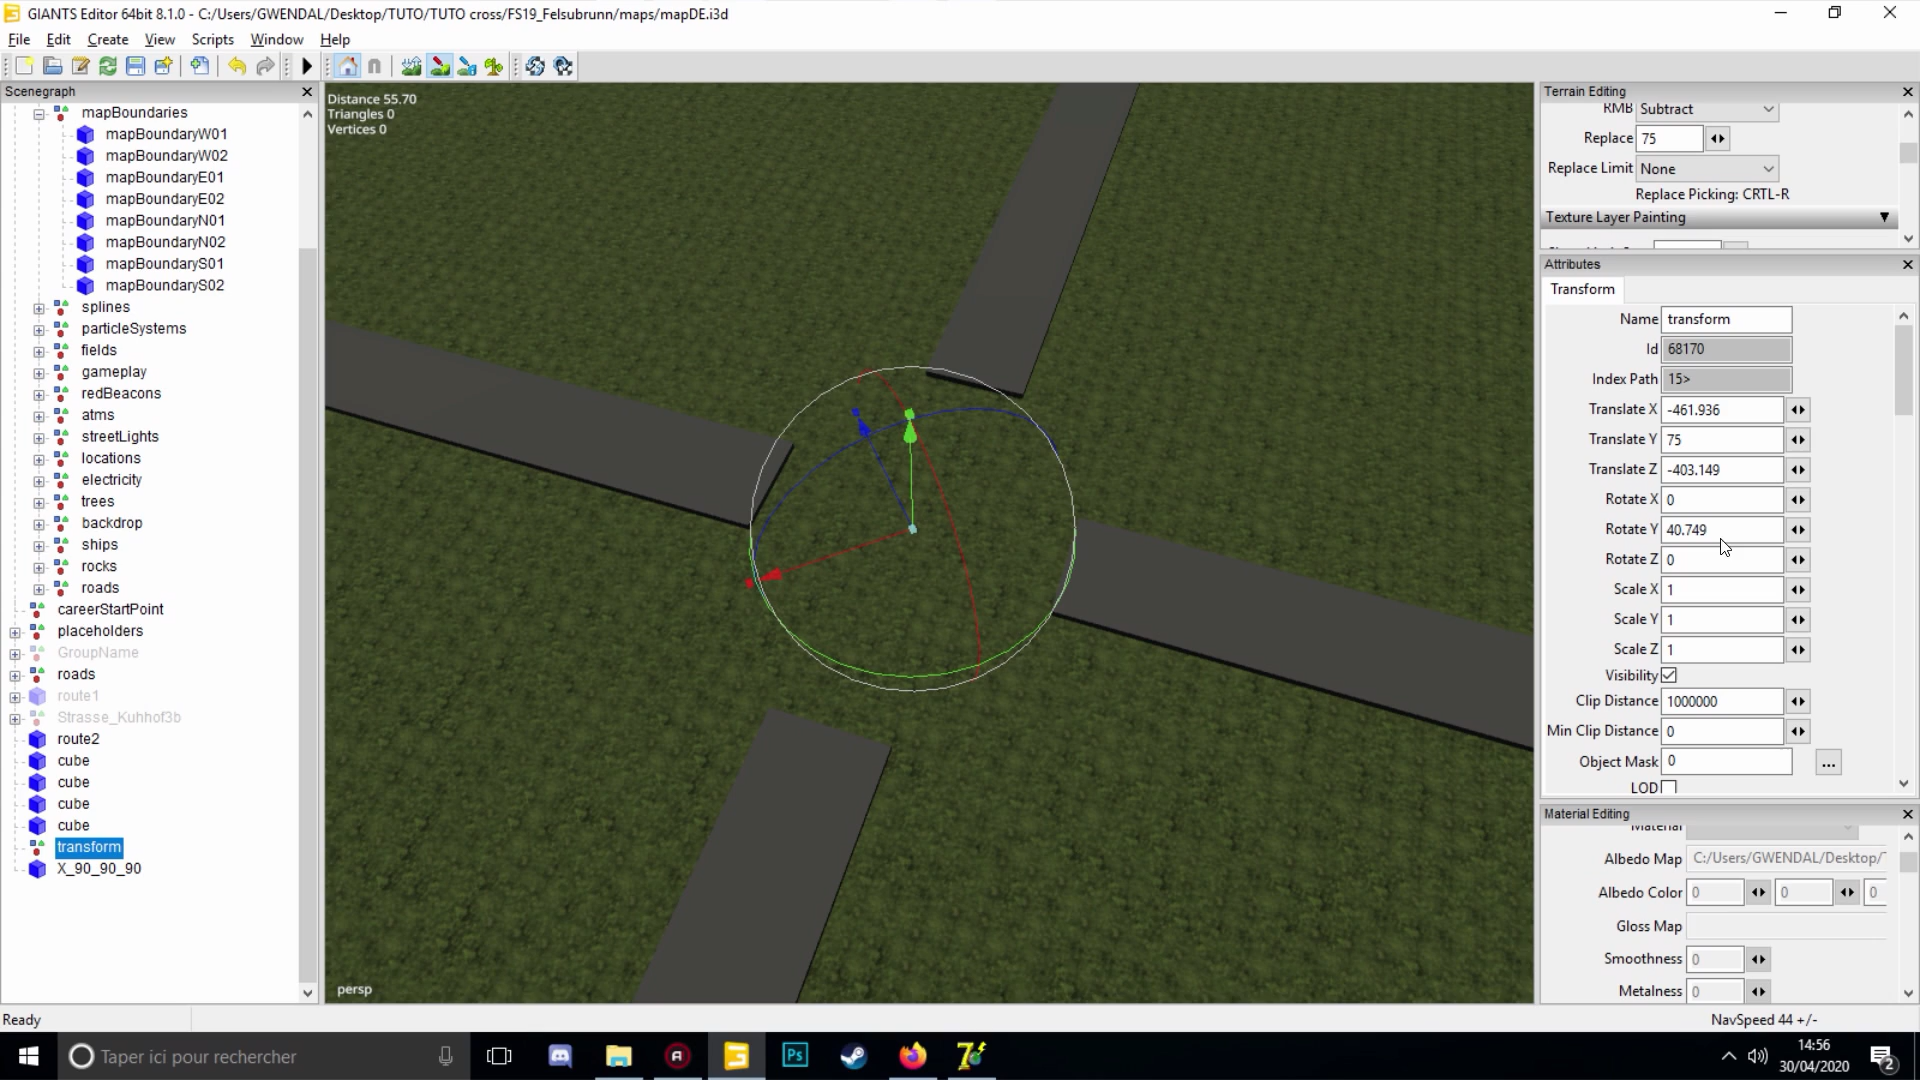 GIANTS Editor 64bit 8.1.0 - C:/Users/GWENDAL/Desktop/TUTO/TUTO cross/FS19_Felsubrunn/maps/mapDE.i3d
File Edit Create View Scripts Window Help
Scenegraph
mapBoundaries
mapBoundaryW01
mapBoundaryW02
mapBoundaryE01
mapBoundaryE02
mapBoundaryN01
mapBoundaryN02
mapBoundaryS01
mapBoundaryS02
splines
particleSystems
fields
gameplay
redBeacons
atms
streetLights
locations
electricity
trees
backdrop
ships
rocks
roads
careerStartPoint
placeholders
GroupName
roads
route1
Strasse_Kuhhof3b
route2
cube
cube
cube
cube
transform
X_90_90_90
Distance 55.70
Triangles 0
Vertices 0
persp
Terrain Editing
RMB Subtract
Replace 75
Replace Limit None
Replace Picking: CRTL-R
Texture Layer Painting
Attributes
Transform
Name transform
Id 68170
Index Path 15>
Translate X -461.936
Translate Y 75
Translate Z -403.149
Rotate X 0
Rotate Y 40.749
Rotate Z 0
Scale X 1
Scale Y 1
Scale Z 1
Visibility
Clip Distance 1000000
Min Clip Distance 0
Object Mask 0 ...
LOD
Material Editing
Material
Albedo Map C:/Users/GWENDAL/Desktop/
Albedo Color 0 0 0
Gloss Map
Smoothness 0
Metalness 0
Ready
NavSpeed 44 +/-
Taper ici pour rechercher
Ps
14:56
30/04/2020
2